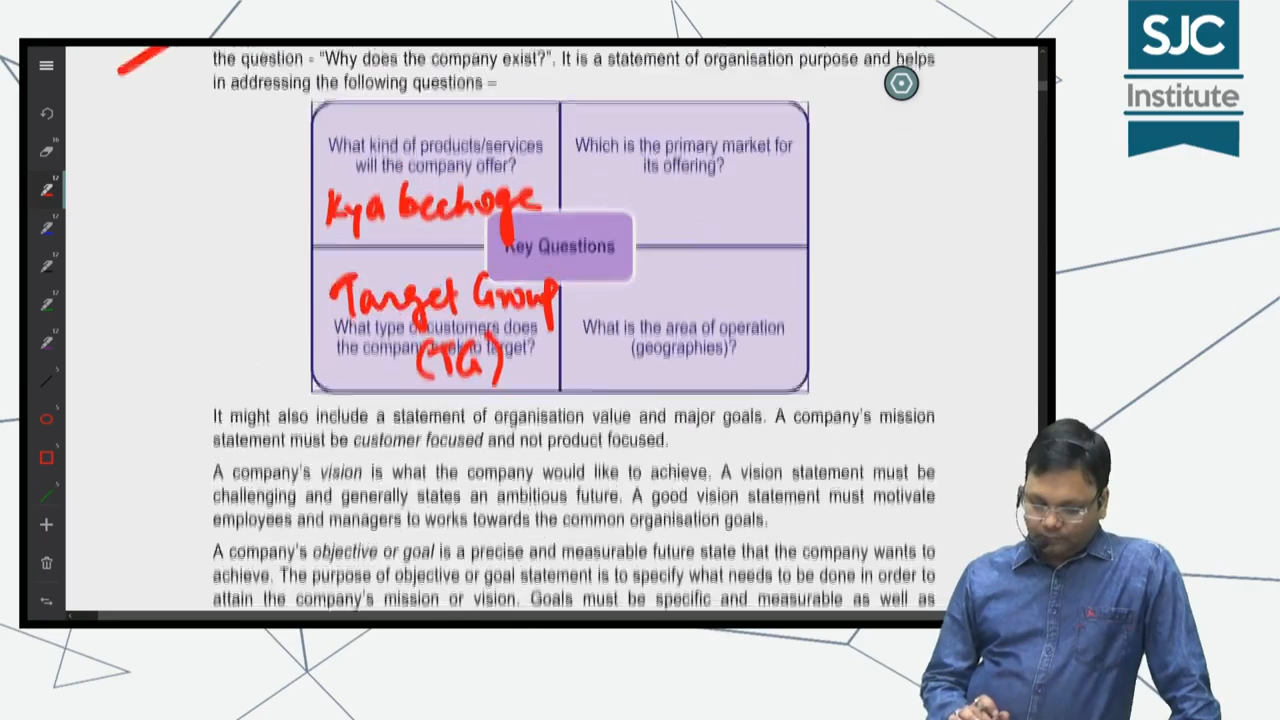 SJC
Institute
the question - "Why does the company exist?". It is a statement of organisation purpose and helps
in addressing the following questions –
What kind of products/services
will the company offer?
Kya bechoge
Which is the primary market for
its offering?
Key Questions
Target Group
What type of customers does
the company seek to target?
(TG)
What is the area of operation
(geographies)?
It might also include a statement of organisation value and major goals. A company's mission
statement must be customer focused and not product focused.
A company's vision is what the company would like to achieve. A vision statement must be
challenging and generally states an ambitious future. A good vision statement must motivate
employees and managers to works towards the common organisation goals.
A company's objective or goal is a precise and measurable future state that the company wants to
achieve. The purpose of objective or goal statement is to specify what needs to be done in order to
attain the company's mission or vision. Goals must be specific and measurable as well as